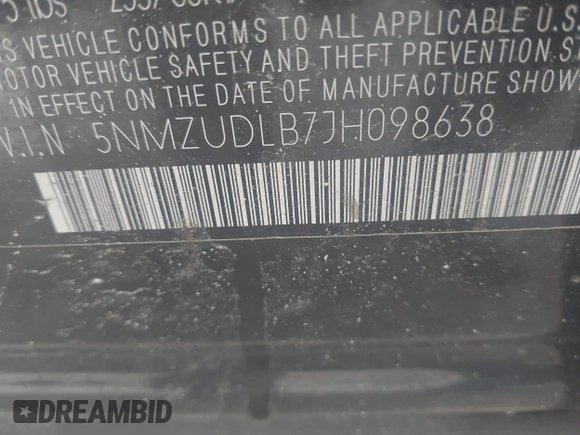 S VEHICLE CONFORMS TO ALL APPLICABLE U.S.
OTOR VEHICLE SAFETY AND THEFT PREVENTION S
IN EFFECT ON THE DATE OF MANUFACTURE SHOW
V.I.N 5NMZUDLB7JH098638
DREAMBID